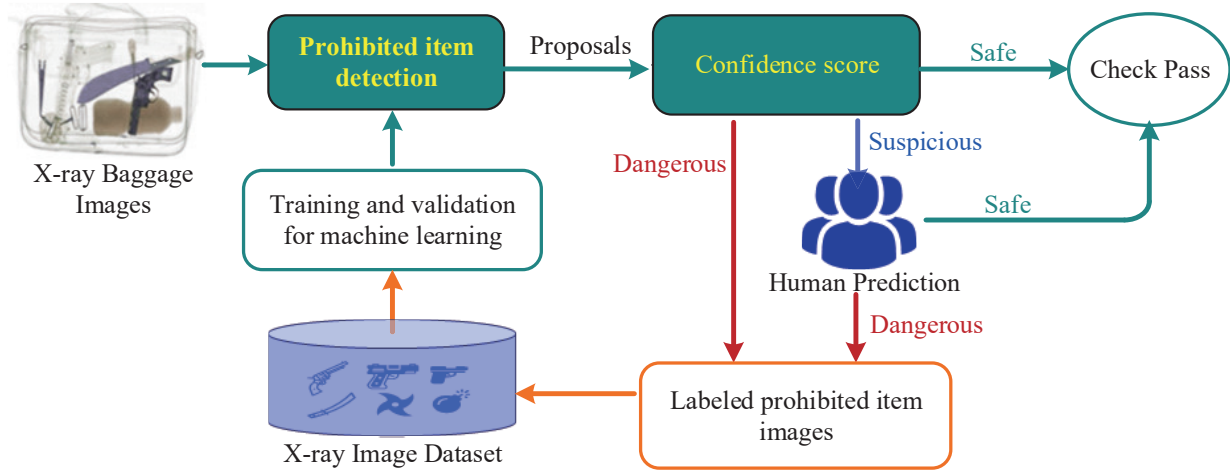 Prohibited item
detection
Proposals
Confidence score
Safe
Check Pass
X-ray Baggage
Images
Dangerous
Suspicious
Training and validation
for machine learning
Safe
Human Prediction
Dangerous
Labeled prohibited item
images
X-ray Image Dataset